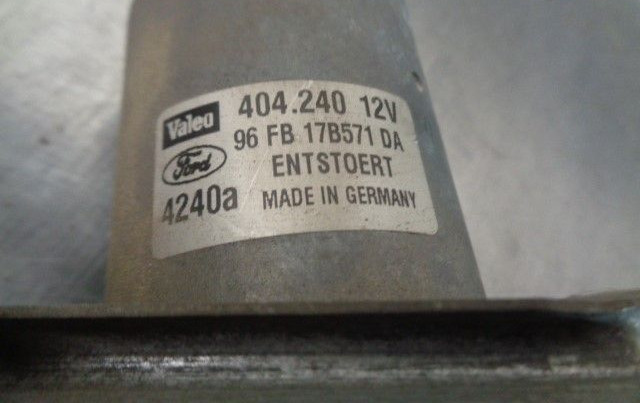 Valeo 404.240 12V
Ford 96 FB 17B571 DA
ENTSTOERT
4240a MADE IN GERMANY